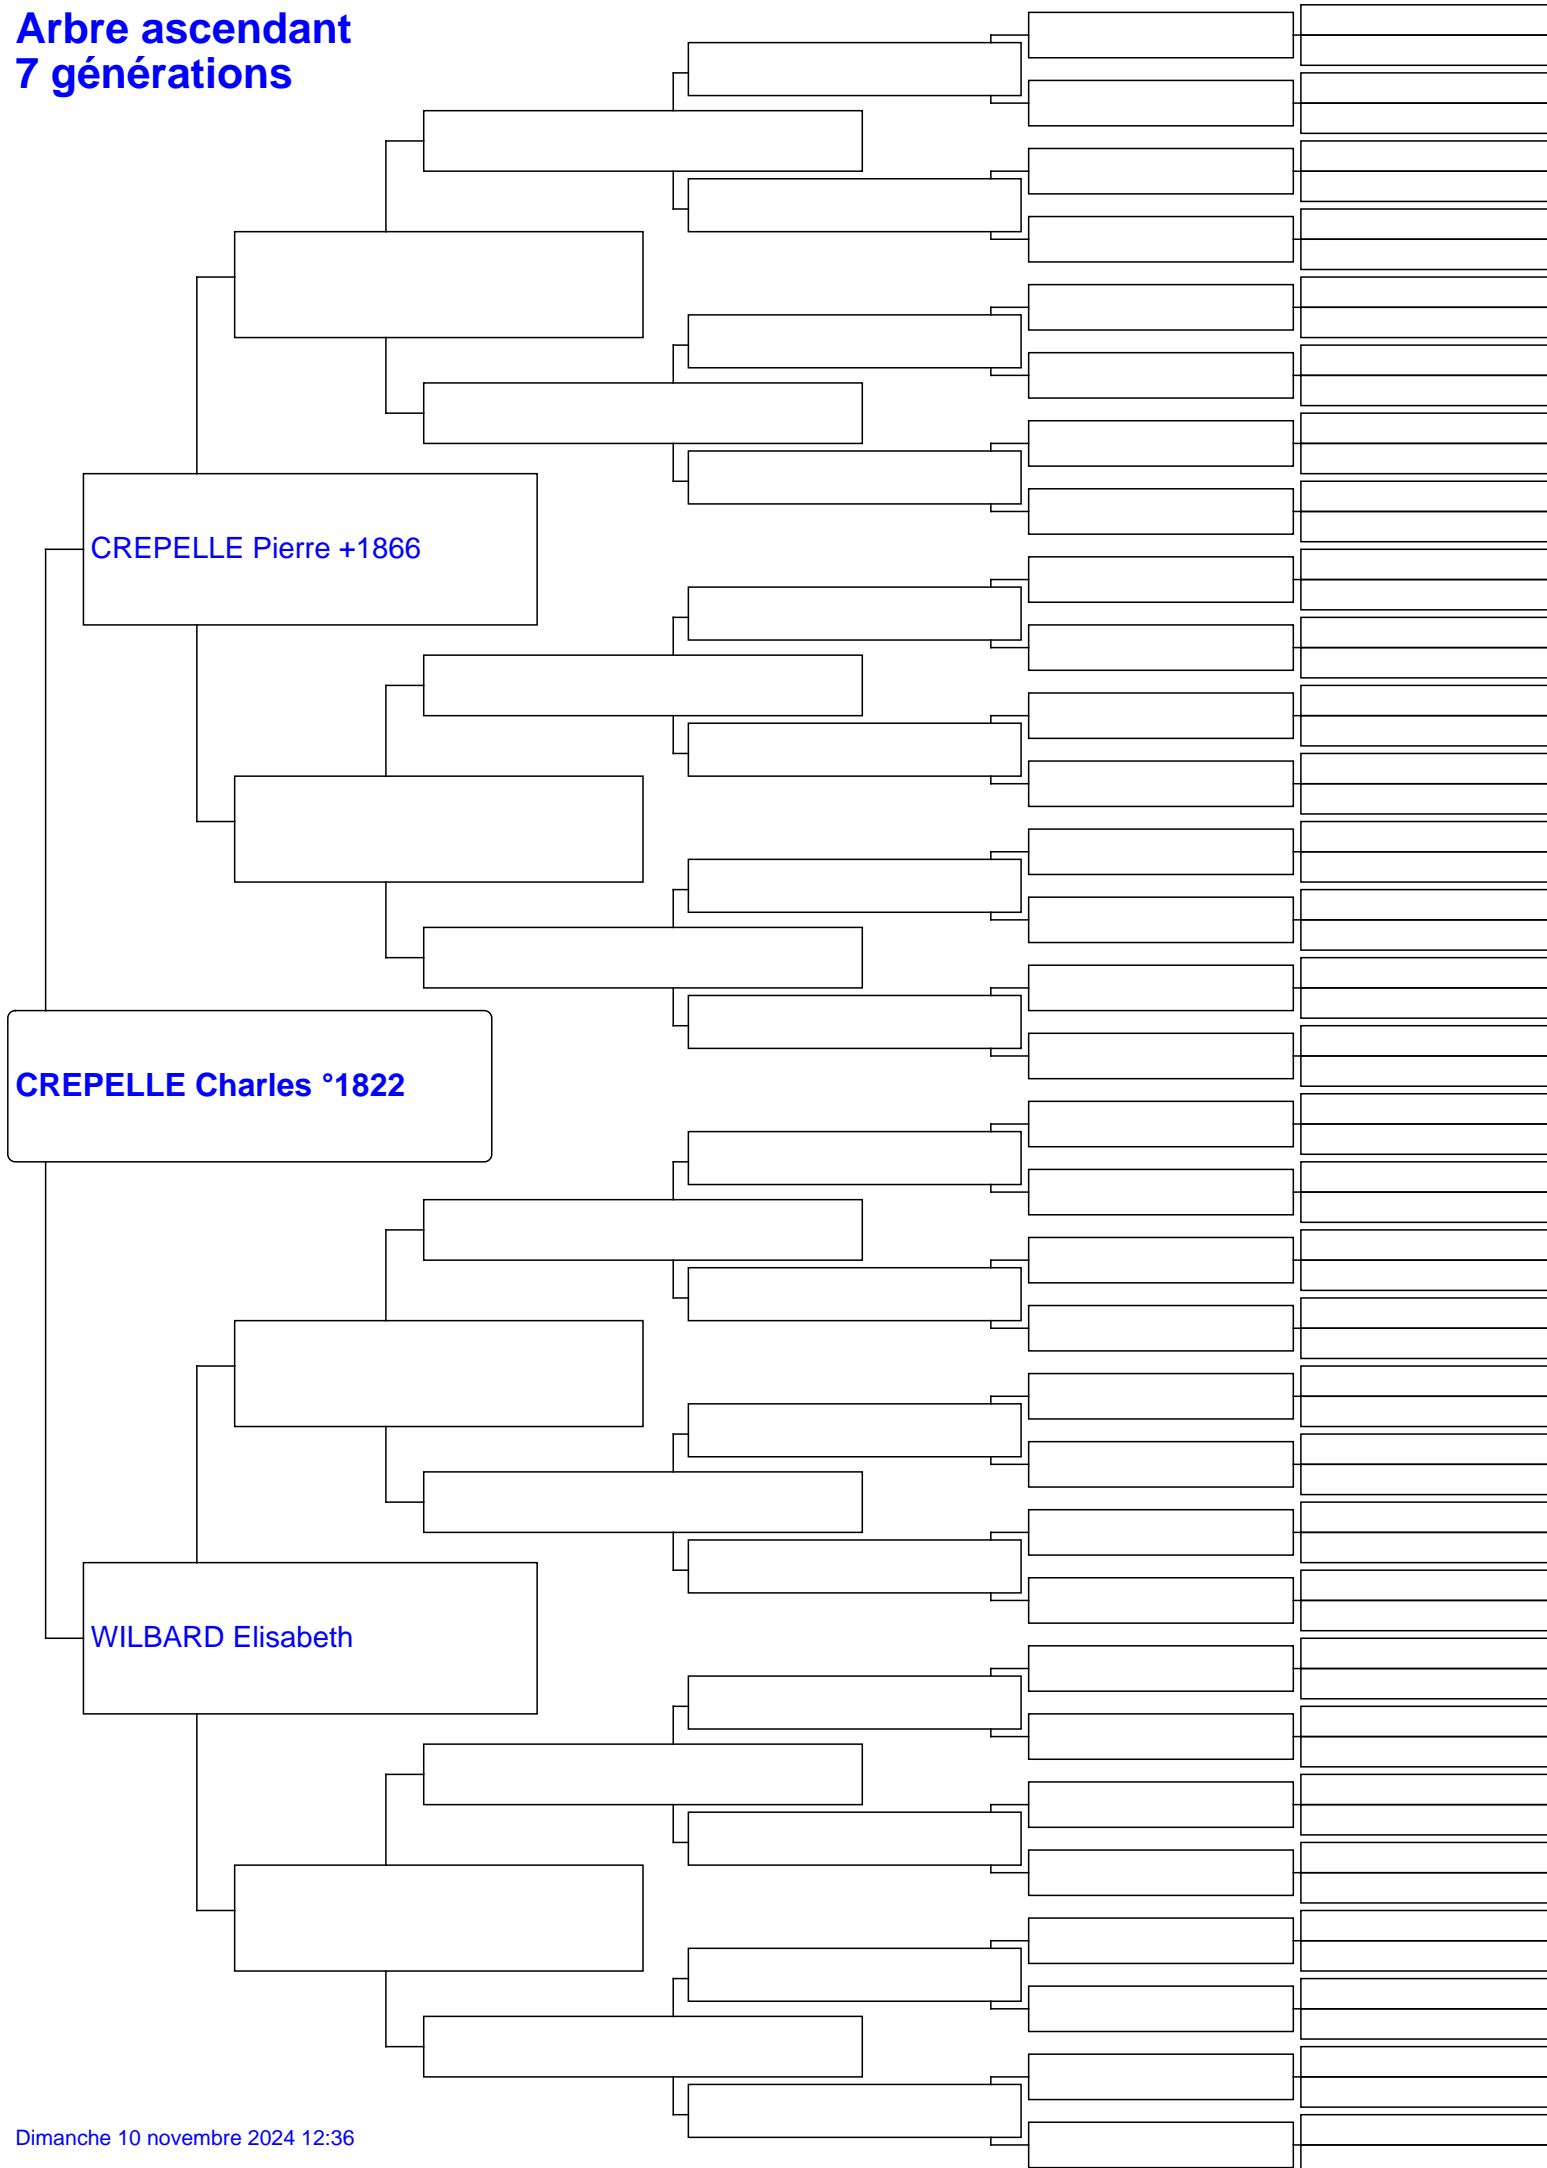 Arbre ascendant
7 générations
CREPELLE Pierre +1866
CREPELLE Charles °1822
WILBARD Elisabeth
Dimanche 10 novembre 2024 12:36